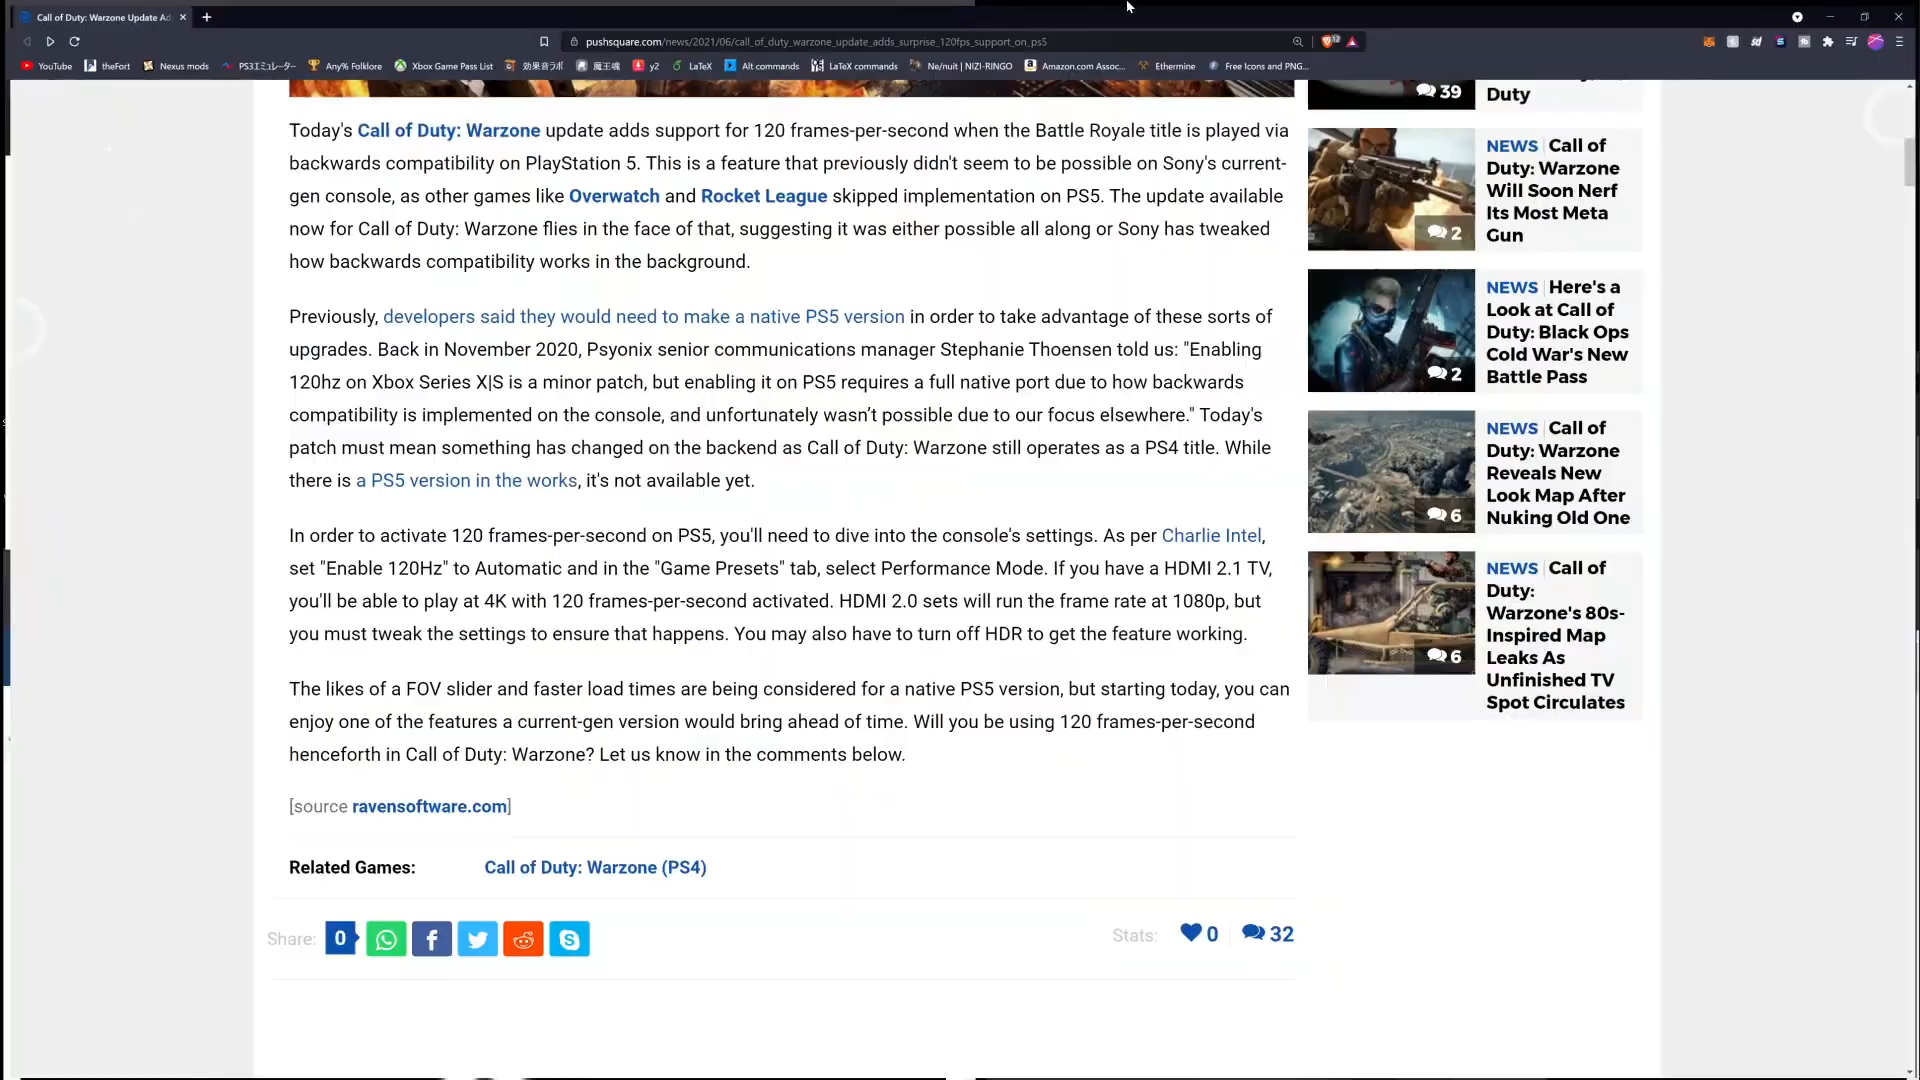 Call of Duty: Warzone Update Ad
pushsquare.com/news/2021/06/call_of_duty_warzone_update_adds_surprise_120fps_support_on_ps5
12
YouTube theFort Nexus mods PS3エミュレーター Any% Folklore Xbox Game Pass List 効果音ラボ 魔王魂 y2 LaTeX Alt commands LaTeX commands Ne/nuit | NIZI-RINGO Amazon.com Assoc... Ethermine Free Icons and PNG...
Today's Call of Duty: Warzone update adds support for 120 frames-per-second when the Battle Royale title is played via
backwards compatibility on PlayStation 5. This is a feature that previously didn't seem to be possible on Sony's current-
gen console, as other games like Overwatch and Rocket League skipped implementation on PS5. The update available
now for Call of Duty: Warzone flies in the face of that, suggesting it was either possible all along or Sony has tweaked
how backwards compatibility works in the background.
Previously, developers said they would need to make a native PS5 version in order to take advantage of these sorts of
upgrades. Back in November 2020, Psyonix senior communications manager Stephanie Thoensen told us: "Enabling
120hz on Xbox Series X|S is a minor patch, but enabling it on PS5 requires a full native port due to how backwards
compatibility is implemented on the console, and unfortunately wasn’t possible due to our focus elsewhere." Today's
patch must mean something has changed on the backend as Call of Duty: Warzone still operates as a PS4 title. While
there is a PS5 version in the works, it's not available yet.
In order to activate 120 frames-per-second on PS5, you'll need to dive into the console's settings. As per Charlie Intel,
set "Enable 120Hz" to Automatic and in the "Game Presets" tab, select Performance Mode. If you have a HDMI 2.1 TV,
you'll be able to play at 4K with 120 frames-per-second activated. HDMI 2.0 sets will run the frame rate at 1080p, but
you must tweak the settings to ensure that happens. You may also have to turn off HDR to get the feature working.
The likes of a FOV slider and faster load times are being considered for a native PS5 version, but starting today, you can
enjoy one of the features a current-gen version would bring ahead of time. Will you be using 120 frames-per-second
henceforth in Call of Duty: Warzone? Let us know in the comments below.
[source ravensoftware.com]
Related Games: Call of Duty: Warzone (PS4)
Share: 0
Stats: 0 32
39
Duty
NEWS Call of
Duty: Warzone
Will Soon Nerf
Its Most Meta
Gun
2
NEWS Here's a
Look at Call of
Duty: Black Ops
Cold War's New
Battle Pass
2
NEWS Call of
Duty: Warzone
Reveals New
Look Map After
Nuking Old One
6
NEWS Call of
Duty:
Warzone's 80s-
Inspired Map
Leaks As
Unfinished TV
Spot Circulates
6